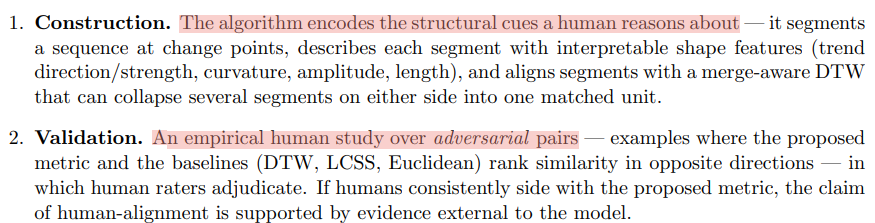 1. Construction. The algorithm encodes the structural cues a human reasons about — it segments
a sequence at change points, describes each segment with interpretable shape features (trend
direction/strength, curvature, amplitude, length), and aligns segments with a merge-aware DTW
that can collapse several segments on either side into one matched unit.
2. Validation. An empirical human study over adversarial pairs — examples where the proposed
metric and the baselines (DTW, LCSS, Euclidean) rank similarity in opposite directions — in
which human raters adjudicate. If humans consistently side with the proposed metric, the claim
of human-alignment is supported by evidence external to the model.